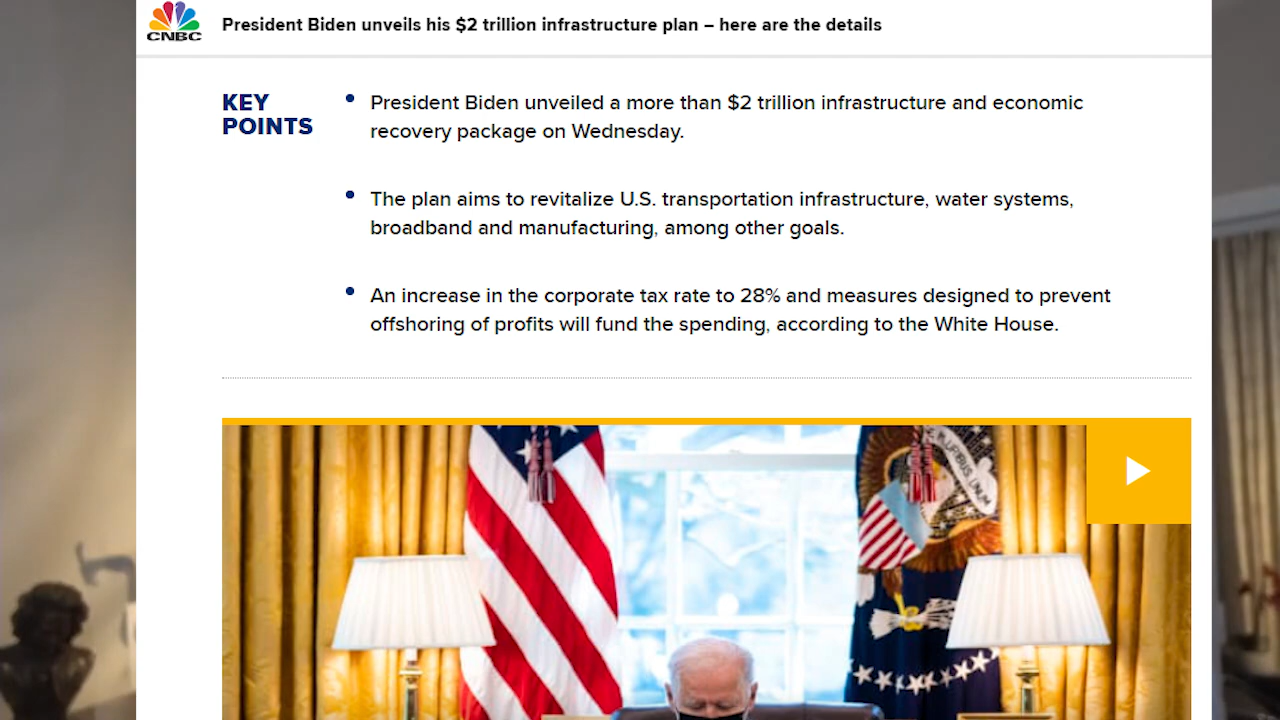 CNBC
President Biden unveils his $2 trillion infrastructure plan – here are the details
KEY
POINTS
President Biden unveiled a more than $2 trillion infrastructure and economic
recovery package on Wednesday.
The plan aims to revitalize U.S. transportation infrastructure, water systems,
broadband and manufacturing, among other goals.
An increase in the corporate tax rate to 28% and measures designed to prevent
offshoring of profits will fund the spending, according to the White House.
PLURIBUS UNUM